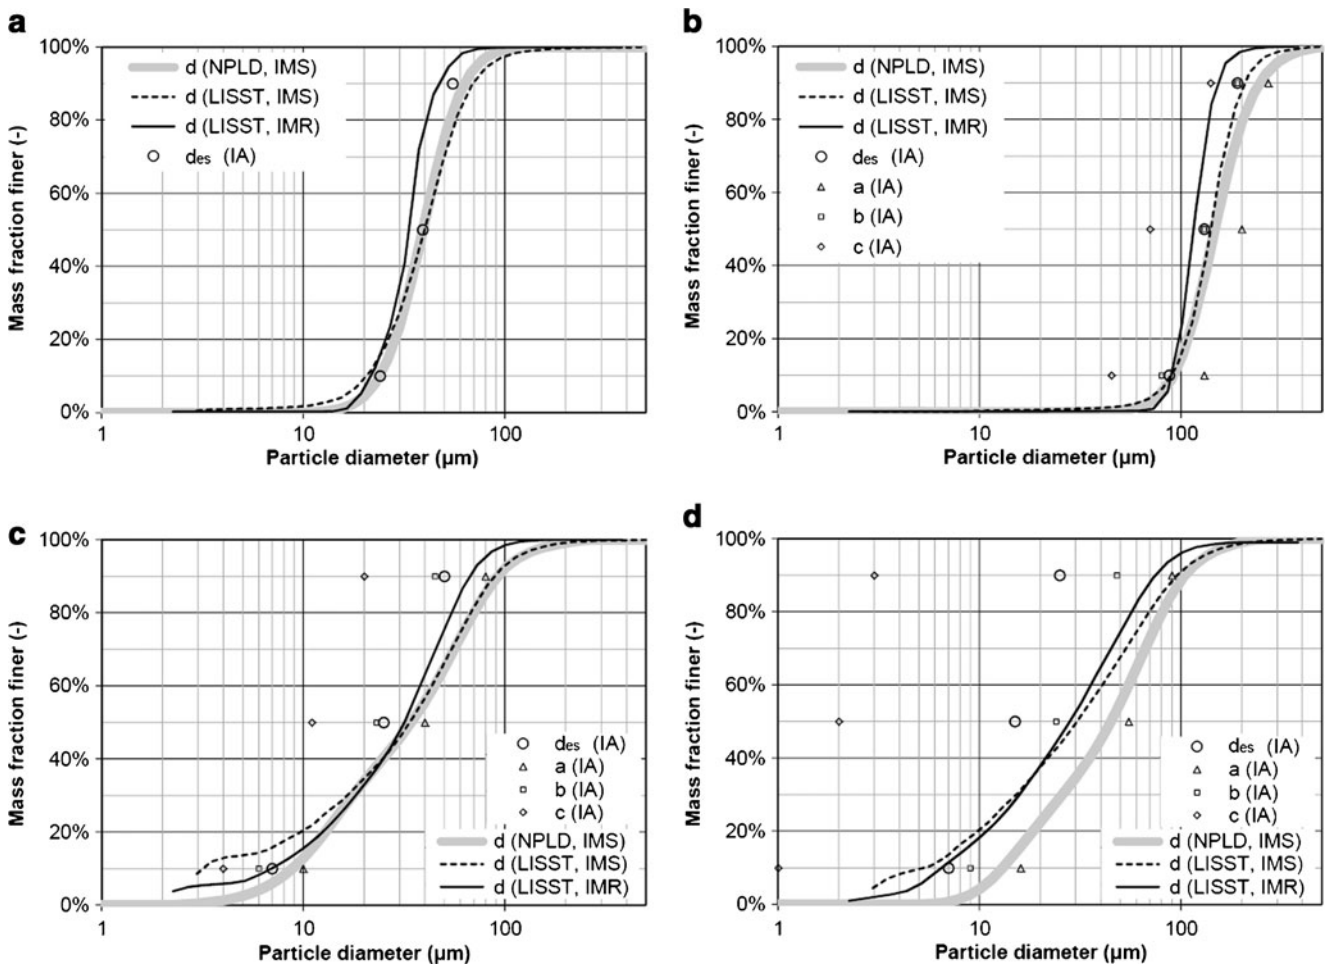 a
100%
80%
60%
40%
20%
0%
Mass fraction finer (-)
d (NPLD, IMS)
d (LISST, IMS)
d (LISST, IMR)
des (IA)
1
10
100
Particle diameter (µm)
b
100%
80%
60%
40%
20%
0%
Mass fraction finer (-)
d (NPLD, IMS)
d (LISST, IMS)
d (LISST, IMR)
des (IA)
a (IA)
b (IA)
c (IA)
1
10
100
Particle diameter (µm)
c
100%
80%
60%
40%
20%
0%
Mass fraction finer (-)
des (IA)
a (IA)
b (IA)
c (IA)
d (NPLD, IMS)
d (LISST, IMS)
d (LISST, IMR)
1
10
100
Particle diameter (µm)
d
100%
80%
60%
40%
20%
0%
Mass fraction finer (-)
des (IA)
a (IA)
b (IA)
c (IA)
d (NPLD, IMS)
d (LISST, IMS)
d (LISST, IMR)
1
10
100
Particle diameter (µm)